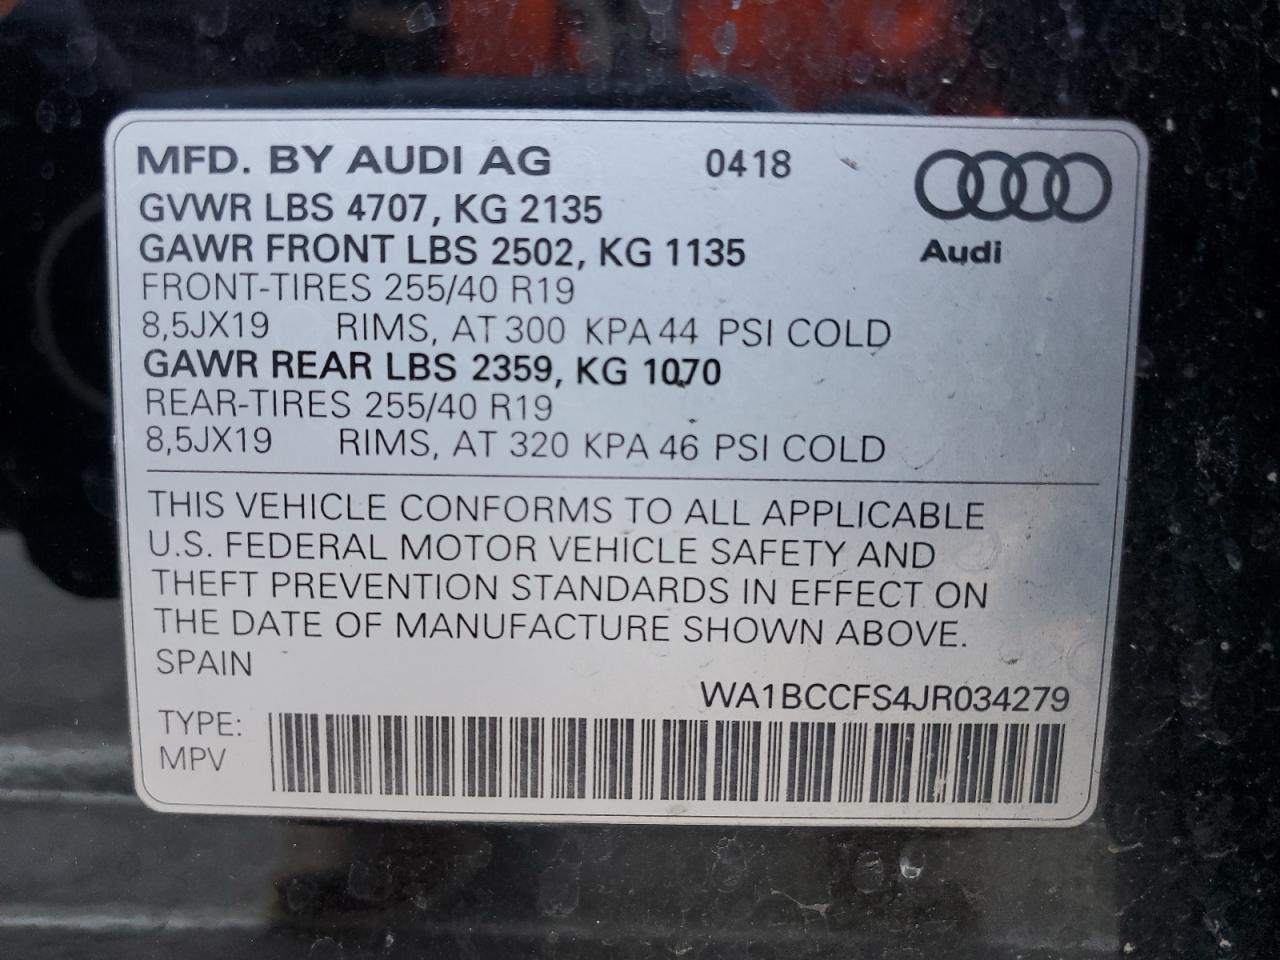 MFD. BY AUDI AG 0418
GVWR LBS 4707, KG 2135
GAWR FRONT LBS 2502, KG 1135
Audi
FRONT-TIRES 255/40 R19
8,5JX19 RIMS, AT 300 KPA 44 PSI COLD
GAWR REAR LBS 2359, KG 1070
REAR-TIRES 255/40 R19
8,5JX19 RIMS, AT 320 KPA 46 PSI COLD
THIS VEHICLE CONFORMS TO ALL APPLICABLE
U.S. FEDERAL MOTOR VEHICLE SAFETY AND
THEFT PREVENTION STANDARDS IN EFFECT ON
THE DATE OF MANUFACTURE SHOWN ABOVE.
SPAIN
WA1BCCFS4JR034279
TYPE:
MPV